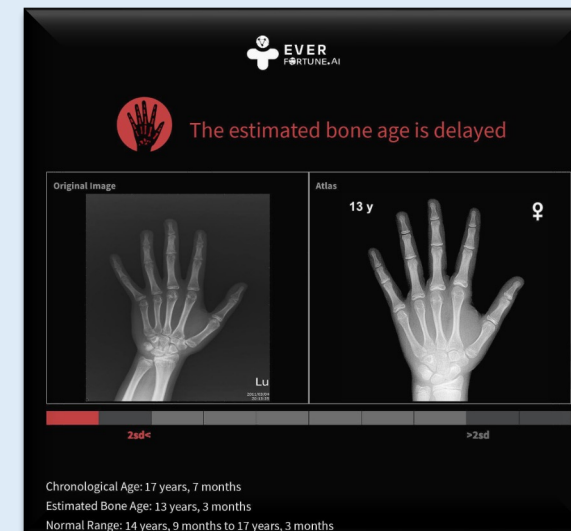 EVER
FORTUNE.AI
The estimated bone age is delayed
Original Image
Atlas
13 y
♀
Lu
2sd<
>2sd
Chronological Age: 17 years, 7 months
Estimated Bone Age: 13 years, 3 months
Normal Range: 14 years, 9 months to 17 years, 3 months